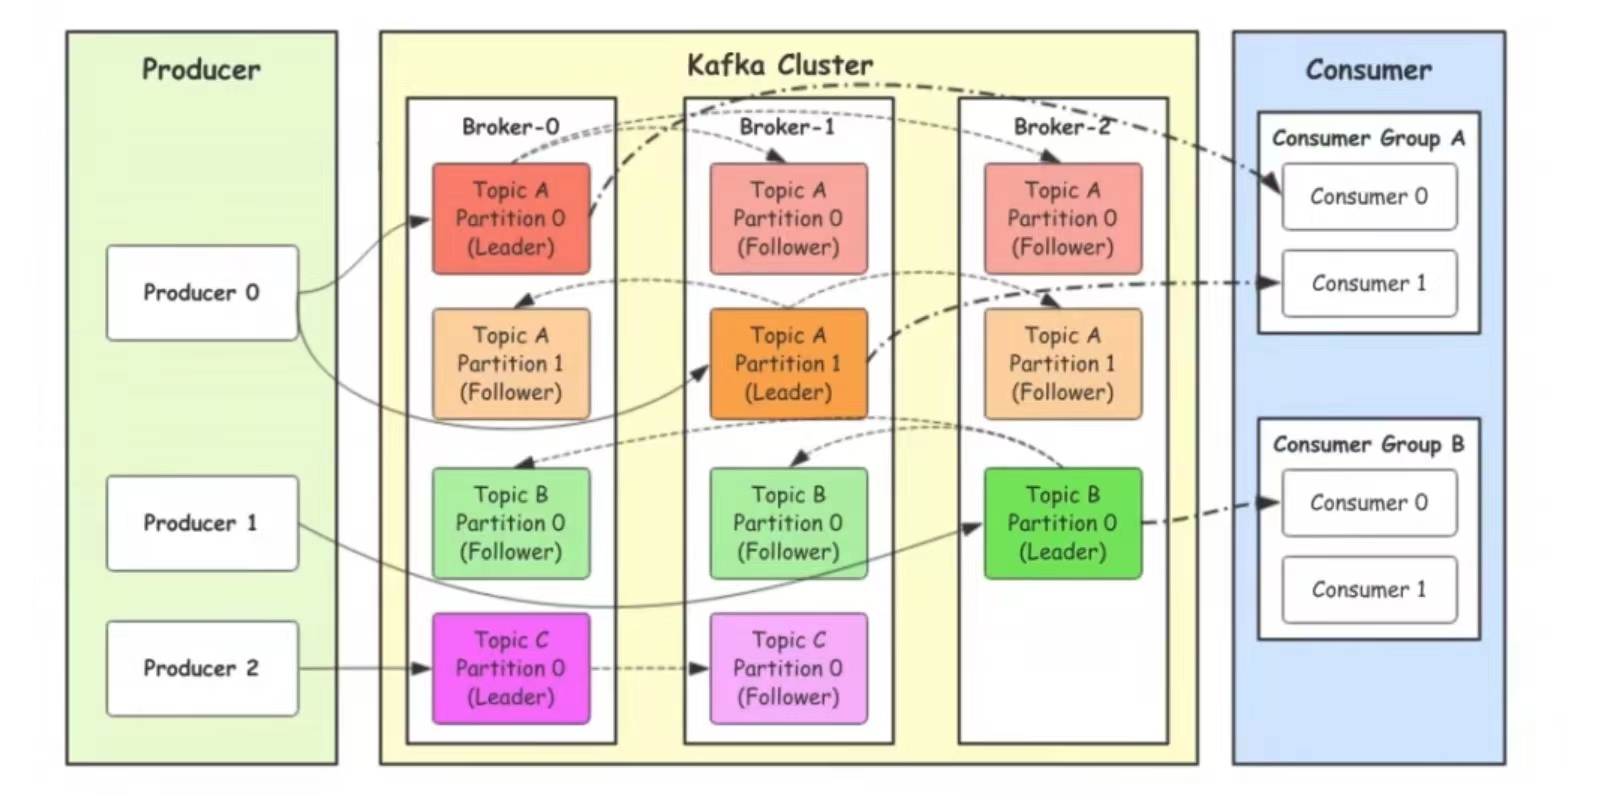 Producer
Producer 0
Producer 1
Producer 2
Kafka Cluster
Broker-0
Topic A
Partition 0
(Leader)
Topic A
Partition 1
(Follower)
Topic B
Partition 0
(Follower)
Topic C
Partition 0
(Leader)
Broker-1
Topic A
Partition 0
(Follower)
Topic A
Partition 1
(Leader)
Topic B
Partition 0
(Follower)
Topic C
Partition 0
(Follower)
Broker-2
Topic A
Partition 0
(Follower)
Topic A
Partition 1
(Follower)
Topic B
Partition 0
(Leader)
Consumer
Consumer Group A
Consumer 0
Consumer 1
Consumer Group B
Consumer 0
Consumer 1